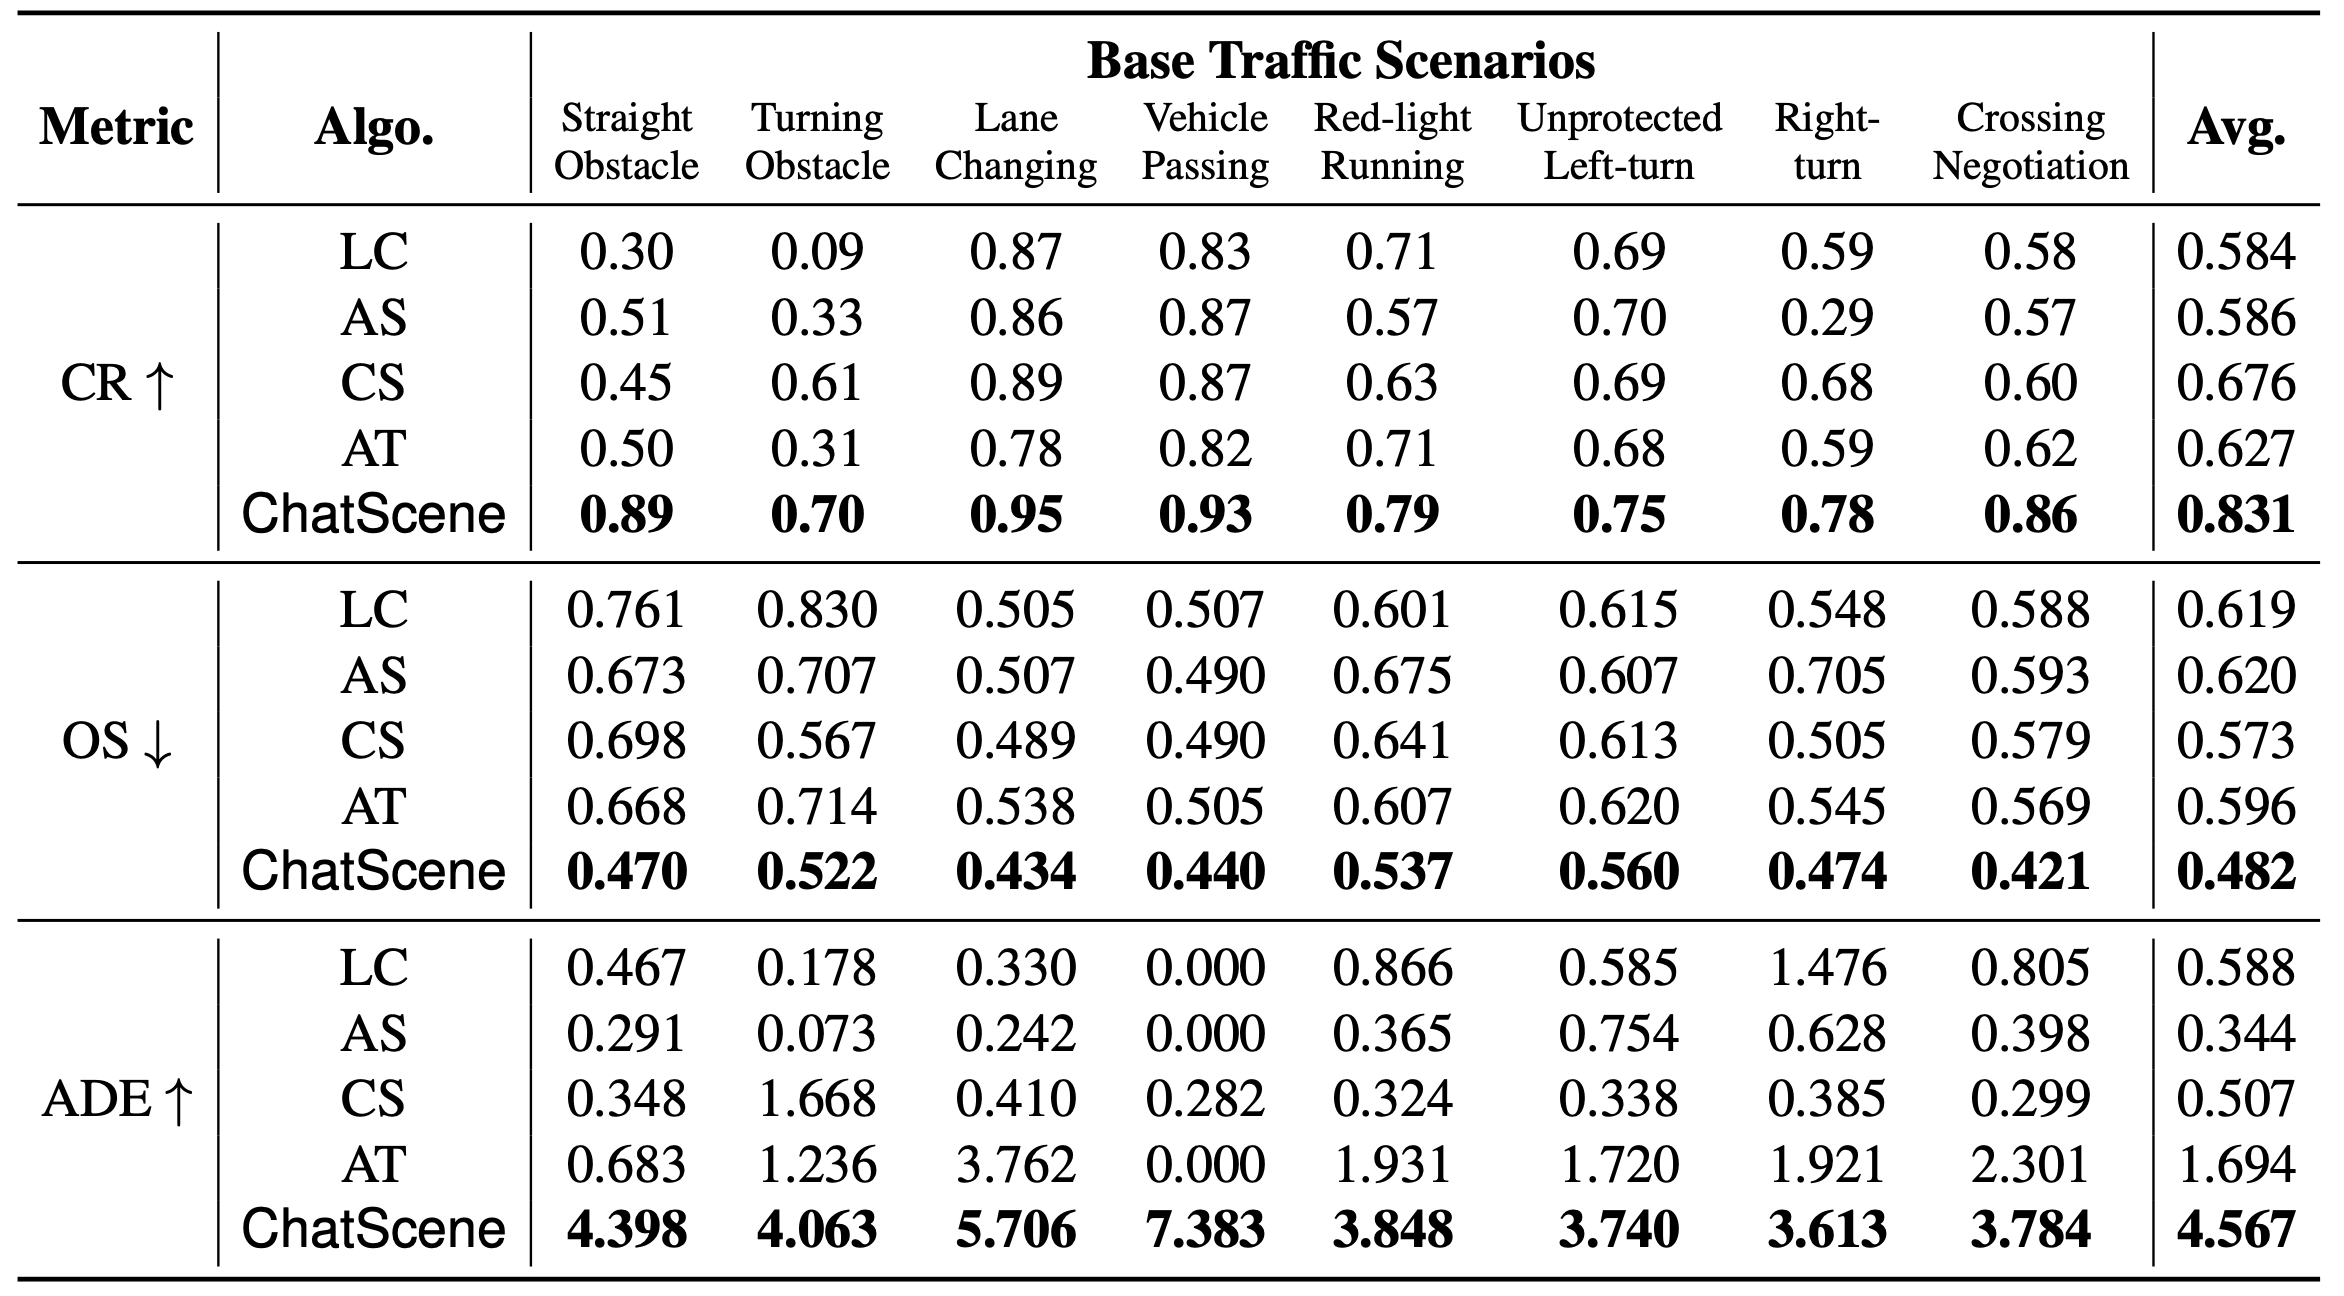 Base Traffic Scenarios
Metric Algo. Straight Turning Lane Vehicle Red-light Unprotected Right- Crossing Avg.
Obstacle Obstacle Changing Passing Running Left-turn turn Negotiation
LC 0.30 0.09 0.87 0.83 0.71 0.69 0.59 0.58 0.584
AS 0.51 0.33 0.86 0.87 0.57 0.70 0.29 0.57 0.586
CR ↑ CS 0.45 0.61 0.89 0.87 0.63 0.69 0.68 0.60 0.676
AT 0.50 0.31 0.78 0.82 0.71 0.68 0.59 0.62 0.627
ChatScene 0.89 0.70 0.95 0.93 0.79 0.75 0.78 0.86 0.831
LC 0.761 0.830 0.505 0.507 0.601 0.615 0.548 0.588 0.619
AS 0.673 0.707 0.507 0.490 0.675 0.607 0.705 0.593 0.620
OS ↓ CS 0.698 0.567 0.489 0.490 0.641 0.613 0.505 0.579 0.573
AT 0.668 0.714 0.538 0.505 0.607 0.620 0.545 0.569 0.596
ChatScene 0.470 0.522 0.434 0.440 0.537 0.560 0.474 0.421 0.482
LC 0.467 0.178 0.330 0.000 0.866 0.585 1.476 0.805 0.588
AS 0.291 0.073 0.242 0.000 0.365 0.754 0.628 0.398 0.344
ADE ↑ CS 0.348 1.668 0.410 0.282 0.324 0.338 0.385 0.299 0.507
AT 0.683 1.236 3.762 0.000 1.931 1.720 1.921 2.301 1.694
ChatScene 4.398 4.063 5.706 7.383 3.848 3.740 3.613 3.784 4.567